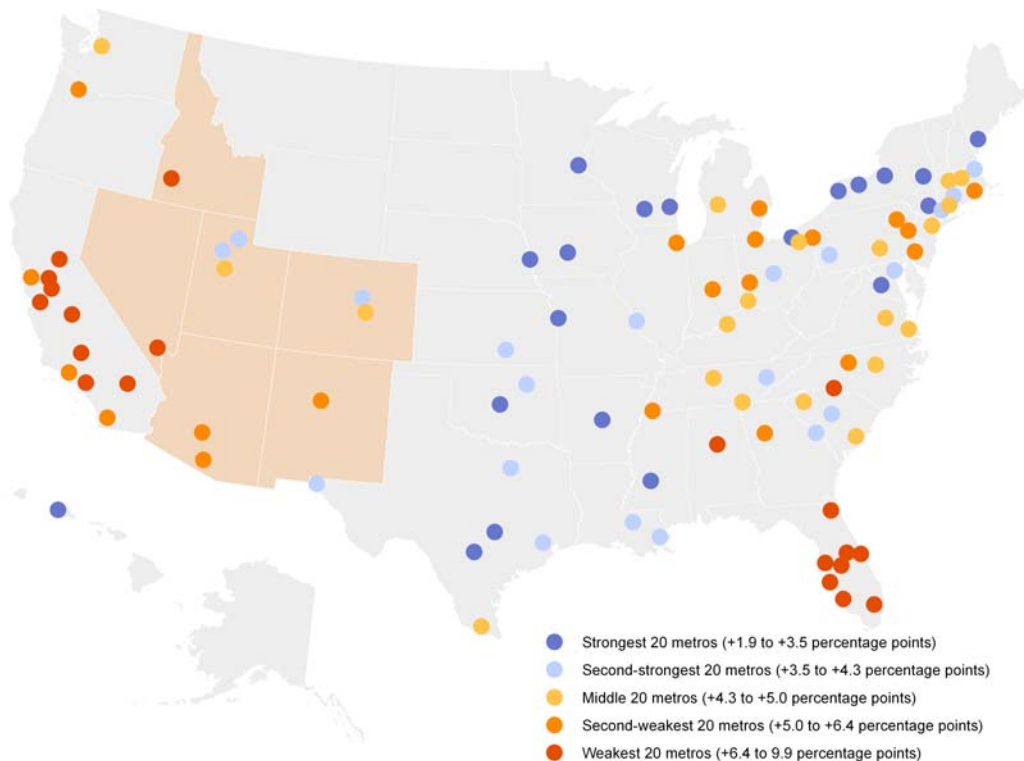 Strongest 20 metros (+1.9 to +3.5 percentage points)
Second-strongest 20 metros (+3.5 to +4.3 percentage points)
Middle 20 metros (+4.3 to +5.0 percentage points)
Second-weakest 20 metros (+5.0 to +6.4 percentage points)
Weakest 20 metros (+6.4 to 9.9 percentage points)